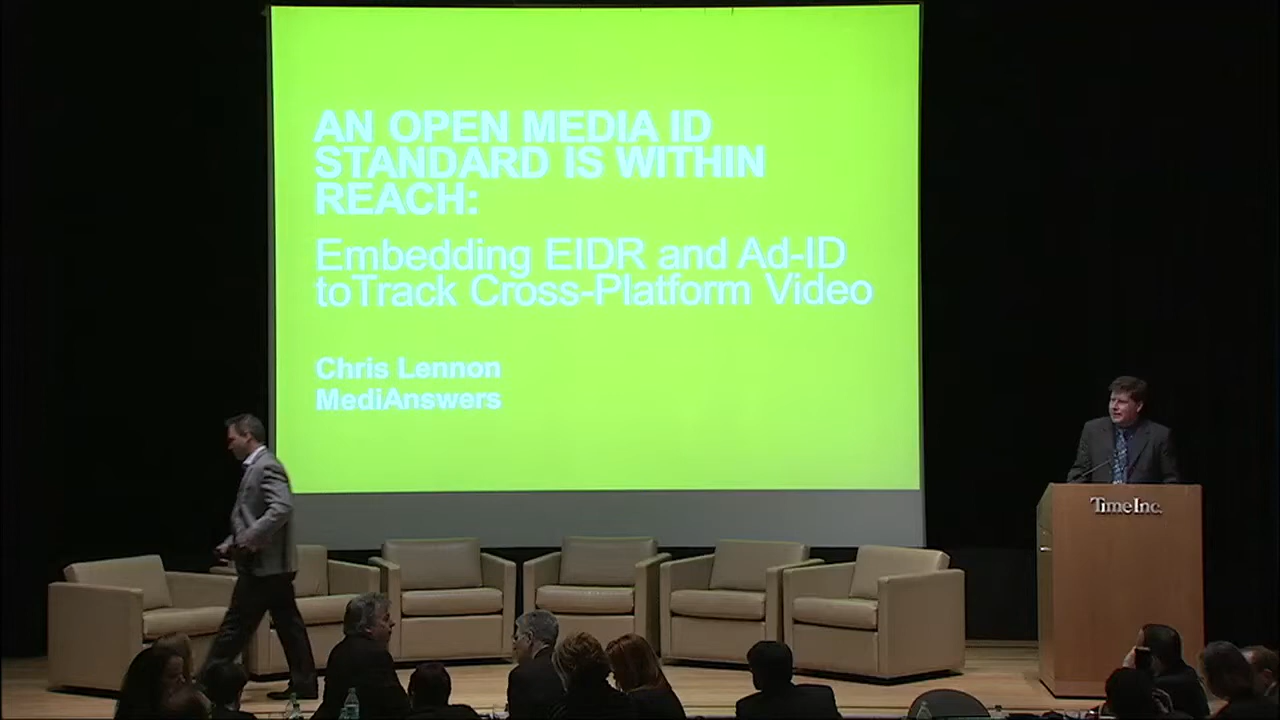 AN OPEN MEDIA ID
STANDARD IS WITHIN
REACH:
Embedding EIDR and Ad-ID
toTrack Cross-Platform Video
Chris Lennon
MediAnswers
TimeInc.